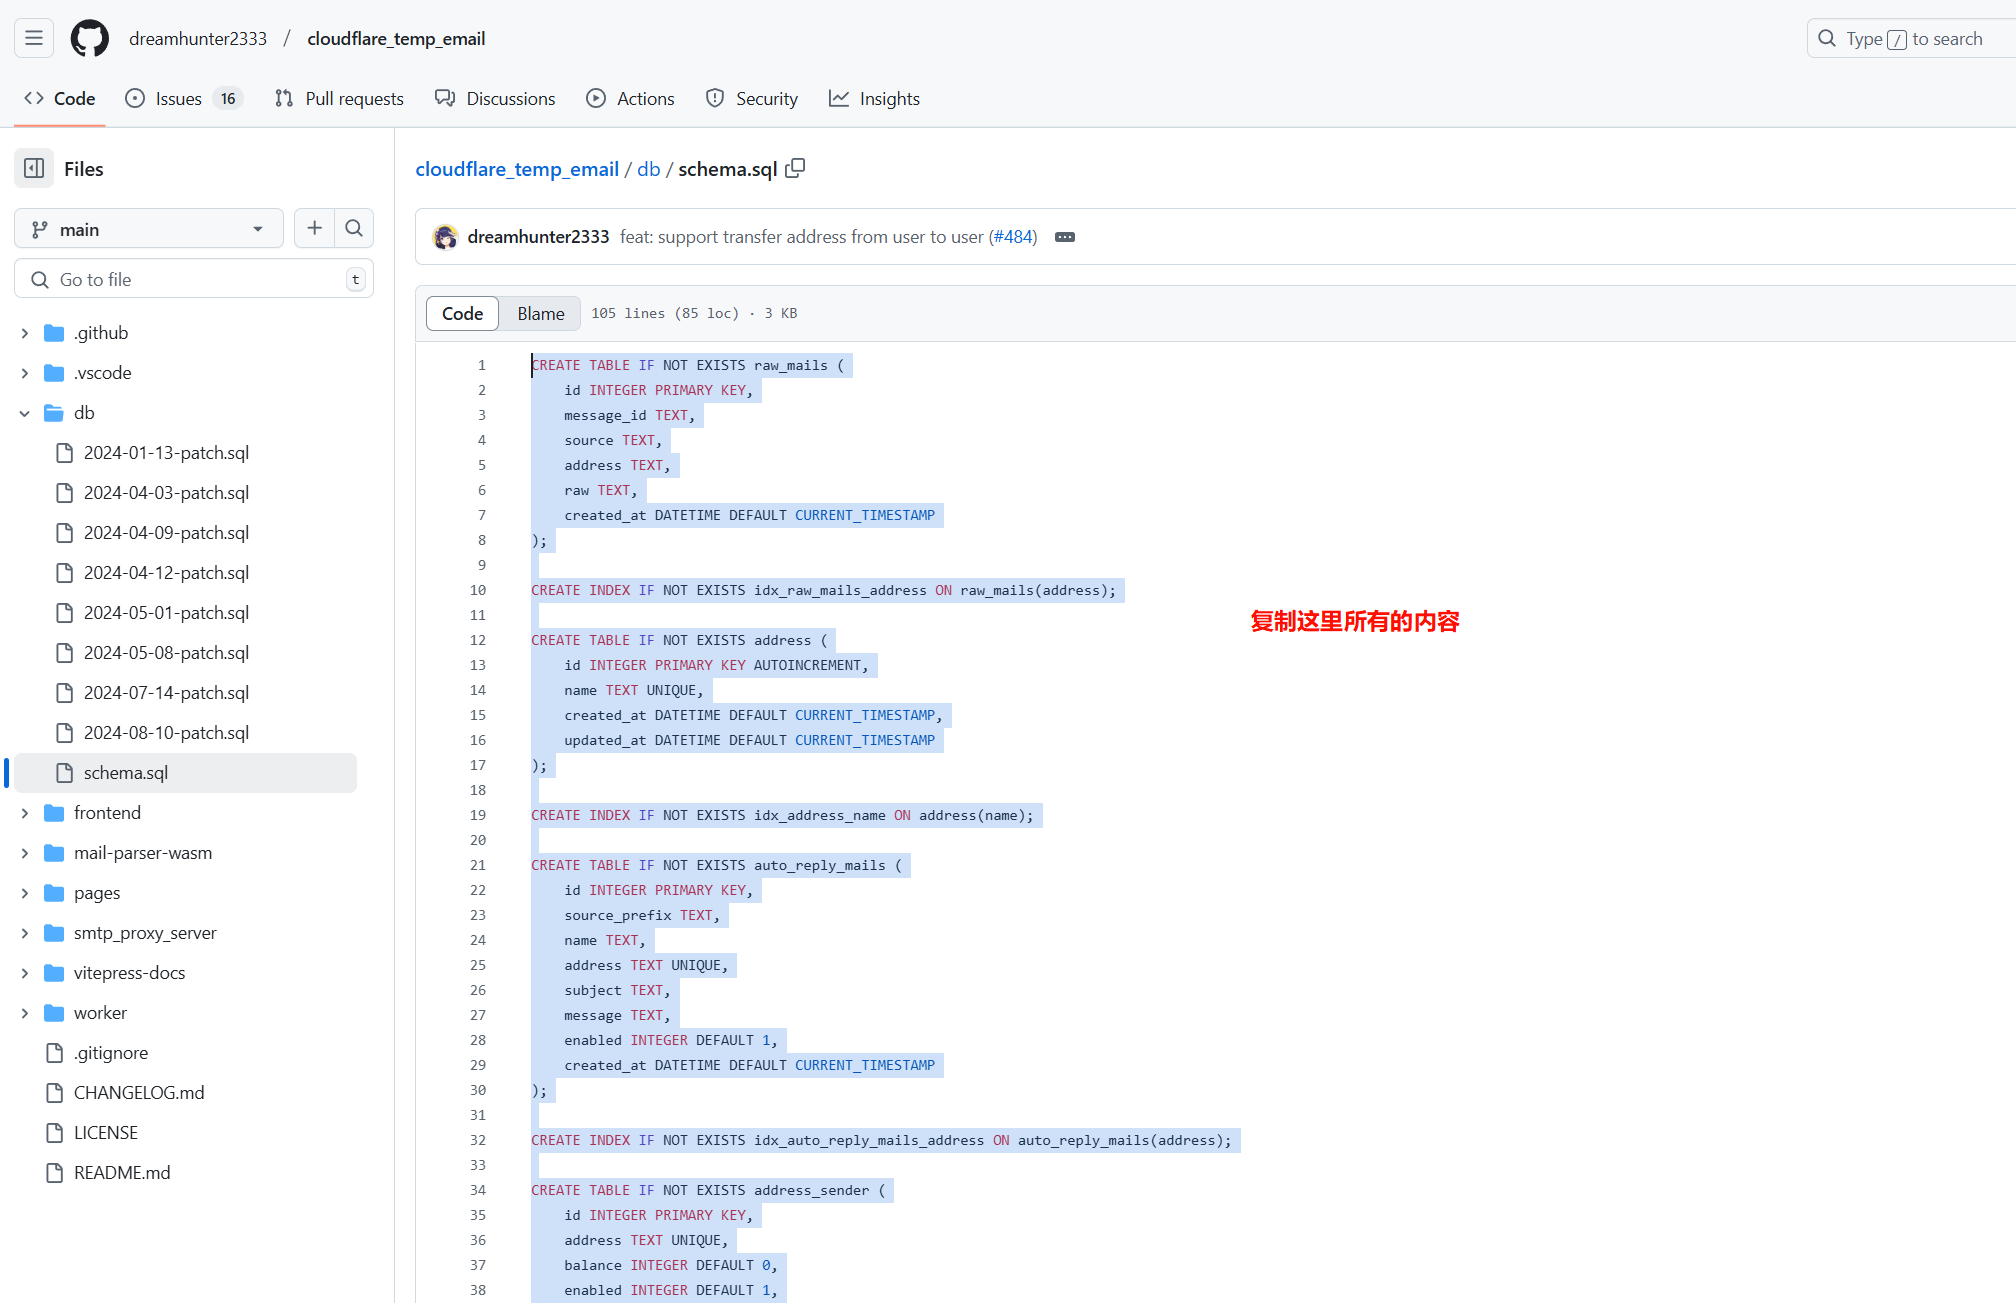 dreamhunter2333 / cloudflare_temp_email
Type / to search
Code
Issues 16
Pull requests
Discussions
Actions
Security
Insights
Files
main
Go to file
t
.github
.vscode
db
2024-01-13-patch.sql
2024-04-03-patch.sql
2024-04-09-patch.sql
2024-04-12-patch.sql
2024-05-01-patch.sql
2024-05-08-patch.sql
2024-07-14-patch.sql
2024-08-10-patch.sql
schema.sql
frontend
mail-parser-wasm
pages
smtp_proxy_server
vitepress-docs
worker
.gitignore
CHANGELOG.md
LICENSE
README.md
cloudflare_temp_email / db / schema.sql
dreamhunter2333 feat: support transfer address from user to user (#484)
Code
Blame
105 lines (85 loc) · 3 KB
1 CREATE TABLE IF NOT EXISTS raw_mails (
2 id INTEGER PRIMARY KEY,
3 message_id TEXT,
4 source TEXT,
5 address TEXT,
6 raw TEXT,
7 created_at DATETIME DEFAULT CURRENT_TIMESTAMP
8 );
9
10 CREATE INDEX IF NOT EXISTS idx_raw_mails_address ON raw_mails(address);
11
复制这里所有的内容
12 CREATE TABLE IF NOT EXISTS address (
13 id INTEGER PRIMARY KEY AUTOINCREMENT,
14 name TEXT UNIQUE,
15 created_at DATETIME DEFAULT CURRENT_TIMESTAMP,
16 updated_at DATETIME DEFAULT CURRENT_TIMESTAMP
17 );
18
19 CREATE INDEX IF NOT EXISTS idx_address_name ON address(name);
20
21 CREATE TABLE IF NOT EXISTS auto_reply_mails (
22 id INTEGER PRIMARY KEY,
23 source_prefix TEXT,
24 name TEXT,
25 address TEXT UNIQUE,
26 subject TEXT,
27 message TEXT,
28 enabled INTEGER DEFAULT 1,
29 created_at DATETIME DEFAULT CURRENT_TIMESTAMP
30 );
31
32 CREATE INDEX IF NOT EXISTS idx_auto_reply_mails_address ON auto_reply_mails(address);
33
34 CREATE TABLE IF NOT EXISTS address_sender (
35 id INTEGER PRIMARY KEY,
36 address TEXT UNIQUE,
37 balance INTEGER DEFAULT 0,
38 enabled INTEGER DEFAULT 1,